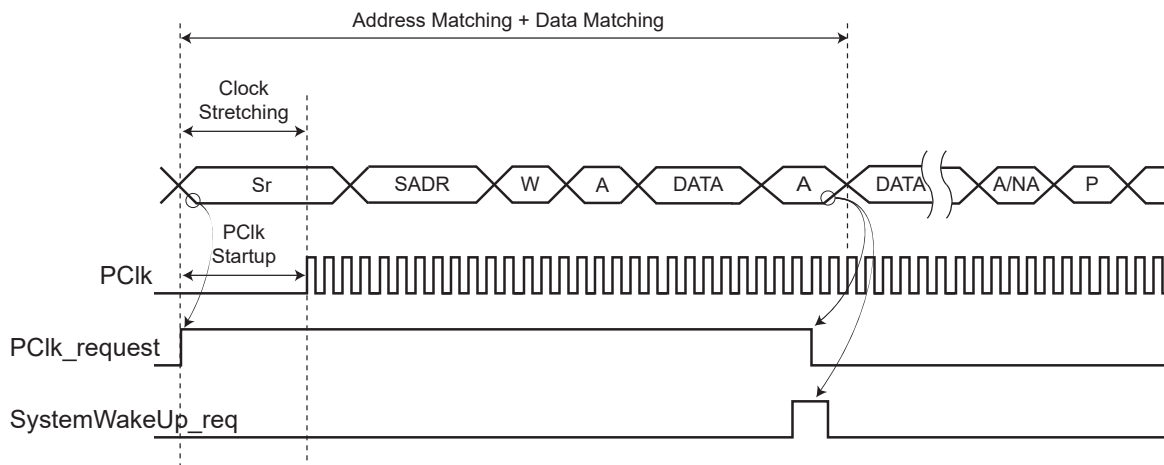 Address Matching + Data Matching
Clock
Stretching
Sr SADR W A DATA A DATA A/NA P
PClk
Startup
PClk
PClk_request
SystemWakeUp_req